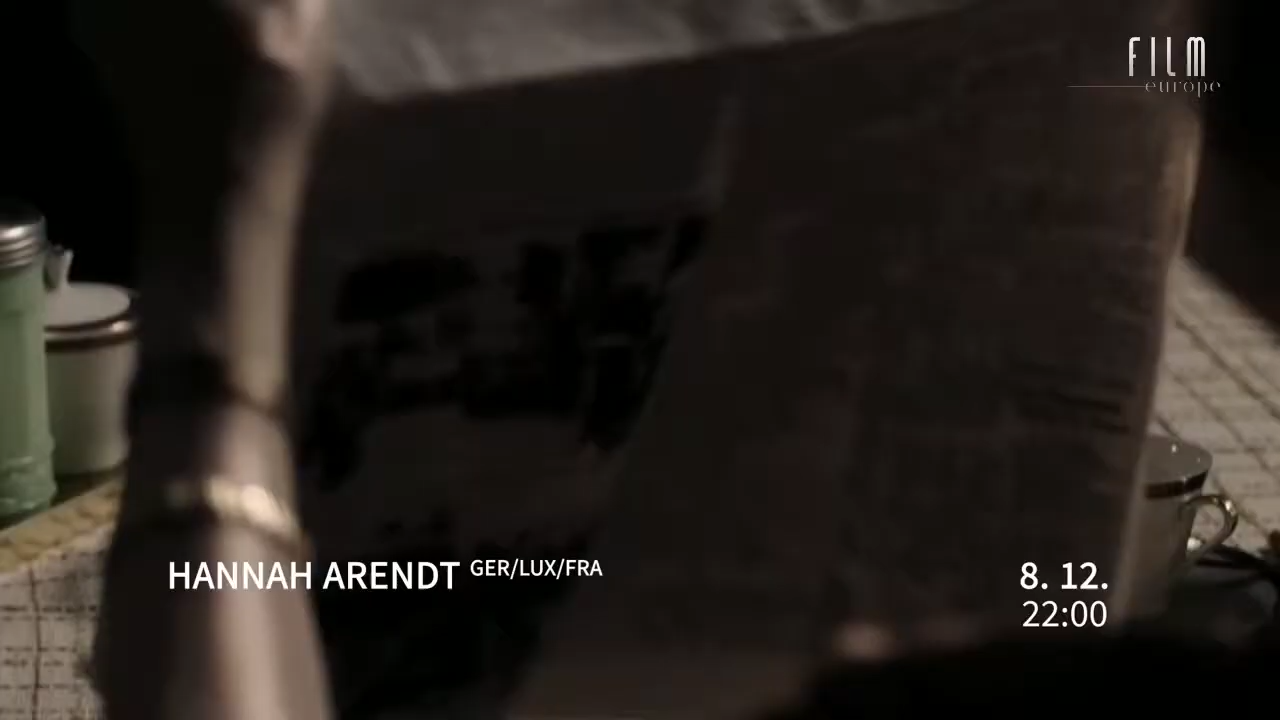 FILM
europe
HANNAH ARENDT GER/LUX/FRA
8. 12.
22:00